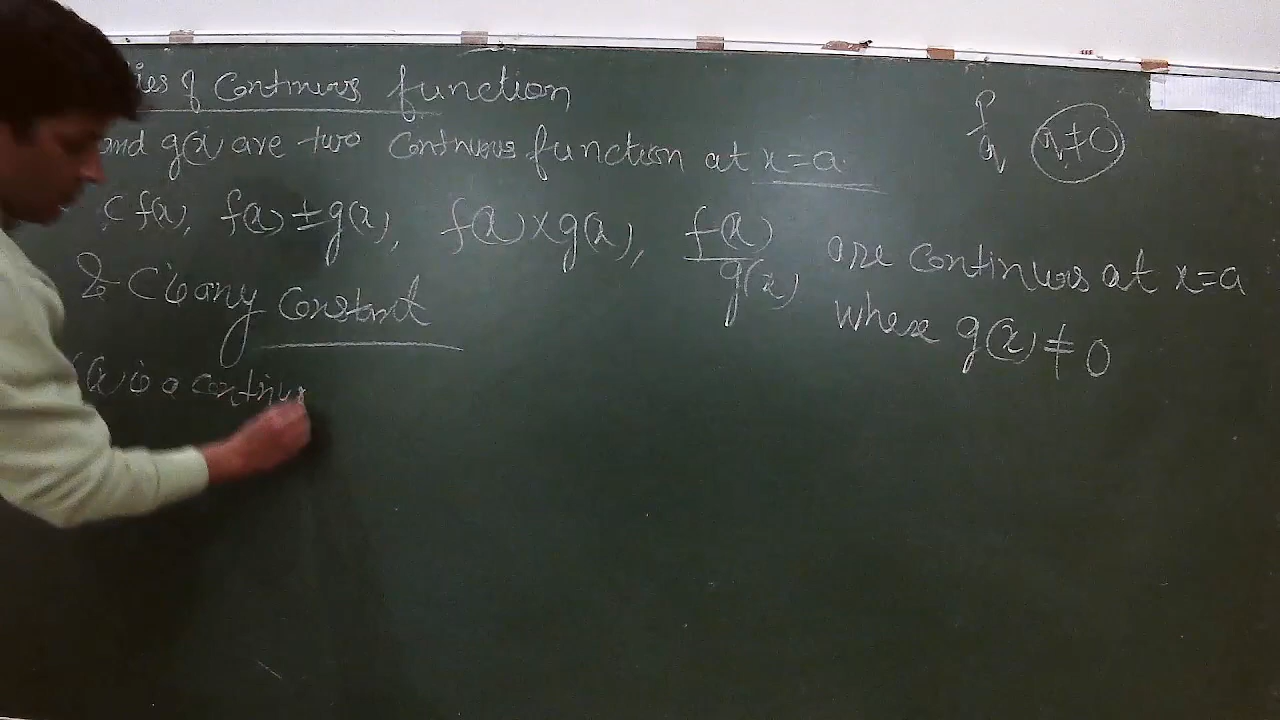 ies of Continuous function
and g(x) are two Continuous function at x=a
C f(x), f(x) ± g(x), f(x) x g(x), f(x)/g(x) are continuous at x=a
& C is any Constant
where g(x) ≠ 0
f(x) is a continuu
p/q q≠0